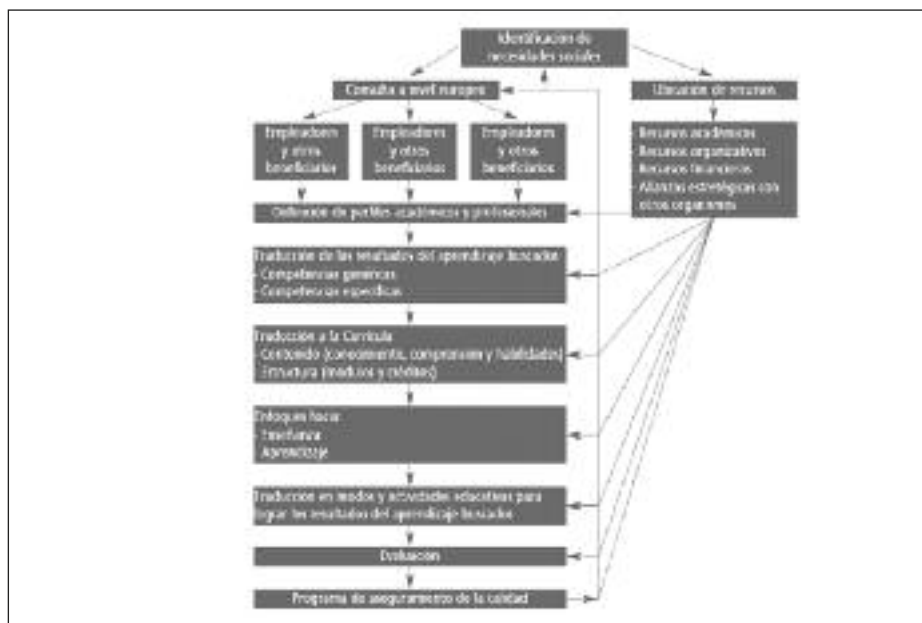 Identificación de
necesidades sociales
Consulta a nivel europeo
Ubicación de recursos
Empleadores
y otros
beneficiarios
Empleadores
y otros
beneficiarios
Empleadores
y otros
beneficiarios
- Recursos académicos
- Recursos organizativos
- Recursos financieros
- Alianzas estratégicas con
otros organismos
Definición de perfiles académicos y profesionales
Traducción de los resultados del aprendizaje buscados
- Competencias genéricas
- Competencias específicas
Traducción a la Currícula
- Contenido (conocimiento, comprensión y habilidades)
- Estructura (módulos y créditos)
Enfoques hacia:
- Enseñanza
- Aprendizaje
Traducción en modos y actividades educativas para
lograr los resultados del aprendizaje buscados
Evaluación
Programa de aseguramiento de la calidad